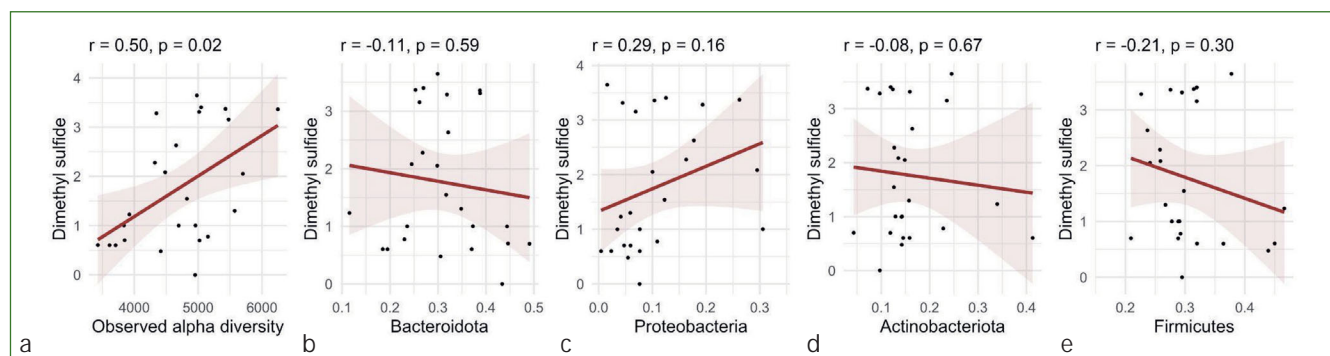 r = 0.50, p = 0.02
r = -0.11, p = 0.59
r = 0.29, p = 0.16
r = -0.08, p = 0.67
r = -0.21, p = 0.30
Dimethyl sulfide
4
3
2
1
0
4000 5000 6000
Observed alpha diversity
a
Dimethyl sulfide
3
2
1
0
0.1 0.2 0.3 0.4 0.5
Bacteroidota
b
Dimethyl sulfide
4
3
2
1
0
0.0 0.1 0.2 0.3
Proteobacteria
c
Dimethyl sulfide
3
2
1
0
0.1 0.2 0.3 0.4
Actinobacteriota
d
Dimethyl sulfide
3
2
1
0
0.2 0.3 0.4
Firmicutes
e